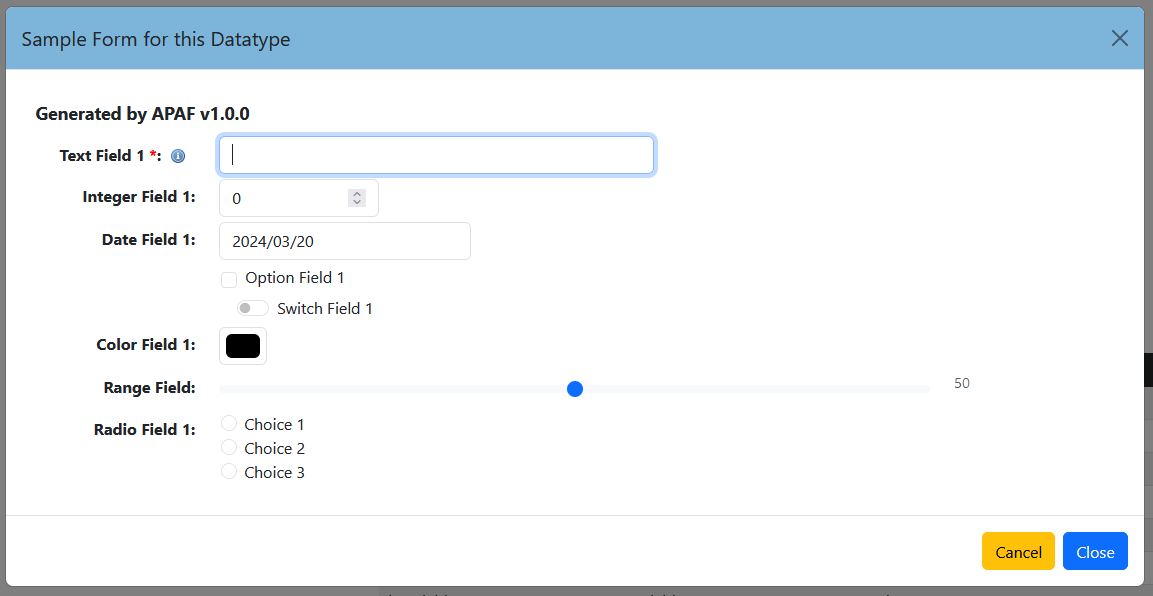 Sample Form for this Datatype
Generated by APAF v1.0.0
Text Field 1 *:
Integer Field 1: 0
Date Field 1: 2024/03/20
Option Field 1
Switch Field 1
Color Field 1:
Range Field: 50
Radio Field 1: Choice 1
Choice 2
Choice 3
Cancel Close